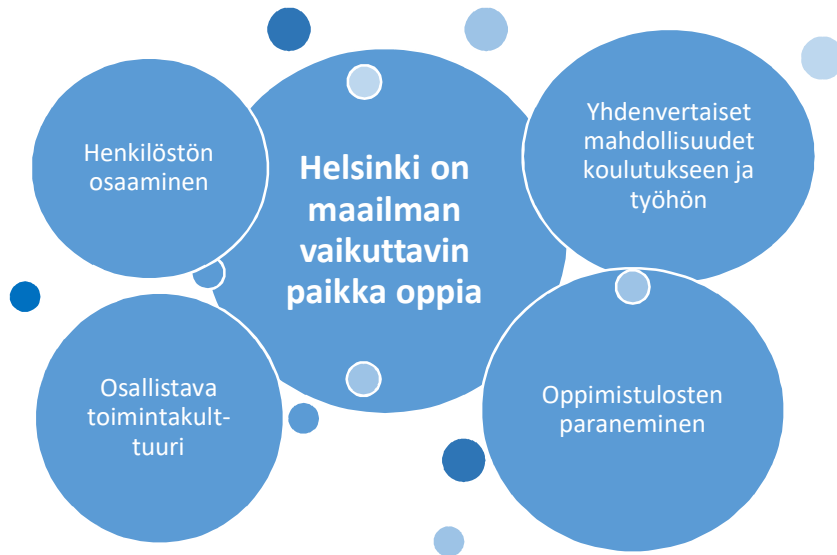 Henkilöstön
osaaminen
Helsinki on
maailman
vaikuttavin
paikka oppia
Yhdenvertaiset
mahdollisuudet
koulutukseen ja
työhön
Osallistava
toimintakult-
tuuri
Oppimistulosten
paraneminen